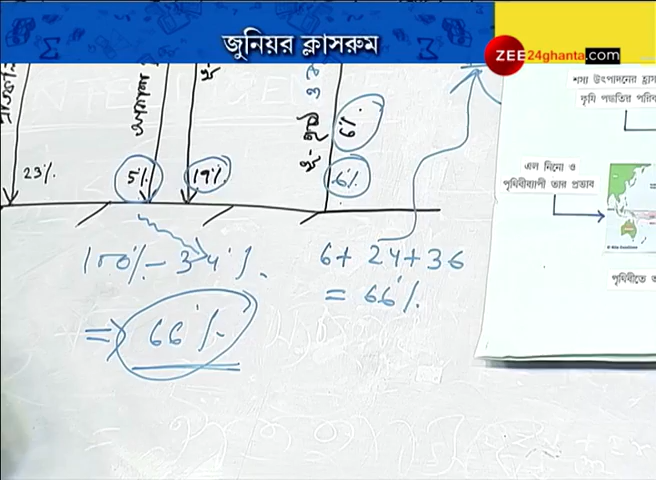 জুনিয়র ক্লাসরুম
ZEE24ghanta.com
23%
5%
19%
6%
6%
100% - 34%.
=) 66%
6 + 24 + 36
= 66%
শস্য উৎপাদনের হ্রাস
কৃষি পদ্ধতির পরিব
এল নিনো ও
পৃথিবীব্যাপী তার প্রভাব
পৃথিবীতে